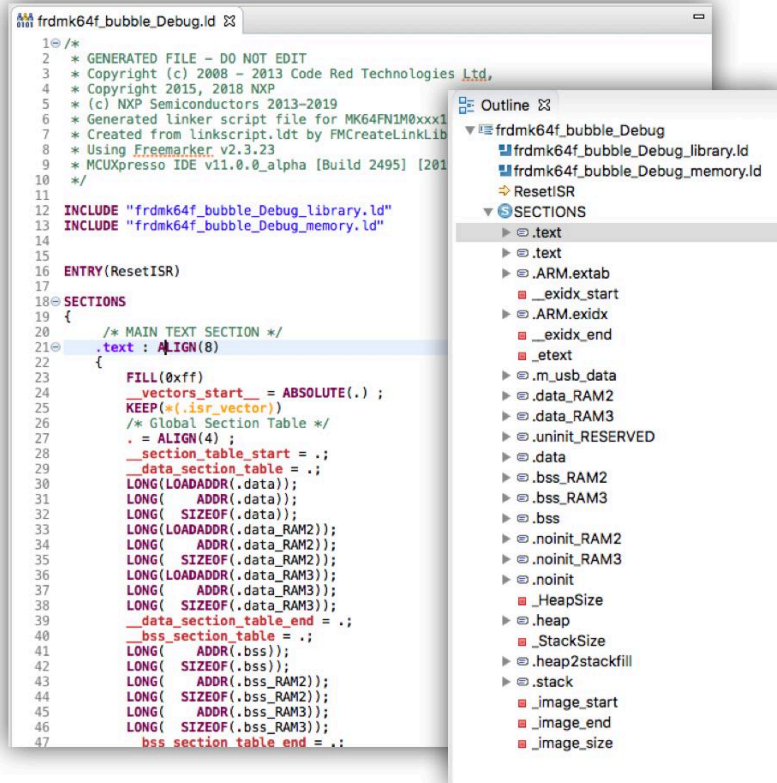 frdmk64f_bubble_Debug.ld
1 /*
2 * GENERATED FILE - DO NOT EDIT
3 * Copyright (c) 2008 - 2013 Code Red Technologies Ltd,
4 * Copyright 2015, 2018 NXP
5 * (c) NXP Semiconductors 2013-2019
6 * Generated linker script file for MK64FN1M0xxx1
7 * Created from linkscript.ldt by FMCreateLinkLib
8 * Using Freemarker v2.3.23
9 * MCUXpresso IDE v11.0.0_alpha [Build 2495] [201
10 */
11
12 INCLUDE "frdmk64f_bubble_Debug_library.ld"
13 INCLUDE "frdmk64f_bubble_Debug_memory.ld"
14
15
16 ENTRY(ResetISR)
17
18 SECTIONS
19 {
20 /* MAIN TEXT SECTION */
21 .text : ALIGN(8)
22 {
23 FILL(0xff)
24 __vectors_start__ = ABSOLUTE(.) ;
25 KEEP(*(.isr_vector))
26 /* Global Section Table */
27 . = ALIGN(4) ;
28 __section_table_start = .;
29 __data_section_table = .;
30 LONG(LOADADDR(.data));
31 LONG(    ADDR(.data));
32 LONG(  SIZEOF(.data));
33 LONG(LOADADDR(.data_RAM2));
34 LONG(    ADDR(.data_RAM2));
35 LONG(  SIZEOF(.data_RAM2));
36 LONG(LOADADDR(.data_RAM3));
37 LONG(    ADDR(.data_RAM3));
38 LONG(  SIZEOF(.data_RAM3));
39 __data_section_table_end = .;
40 __bss_section_table = .;
41 LONG(    ADDR(.bss));
42 LONG(  SIZEOF(.bss));
43 LONG(    ADDR(.bss_RAM2));
44 LONG(  SIZEOF(.bss_RAM2));
45 LONG(    ADDR(.bss_RAM3));
46 LONG(  SIZEOF(.bss_RAM3));
47 __bss_section_table_end = .;
Outline
frdmk64f_bubble_Debug
frdmk64f_bubble_Debug_library.ld
frdmk64f_bubble_Debug_memory.ld
ResetISR
SECTIONS
.text
.text
.ARM.extab
__exidx_start
.ARM.exidx
__exidx_end
_etext
.m_usb_data
.data_RAM2
.data_RAM3
.uninit_RESERVED
.data
.bss_RAM2
.bss_RAM3
.bss
.noinit_RAM2
.noinit_RAM3
.noinit
_HeapSize
.heap
_StackSize
.heap2stackfill
.stack
_image_start
_image_end
_image_size